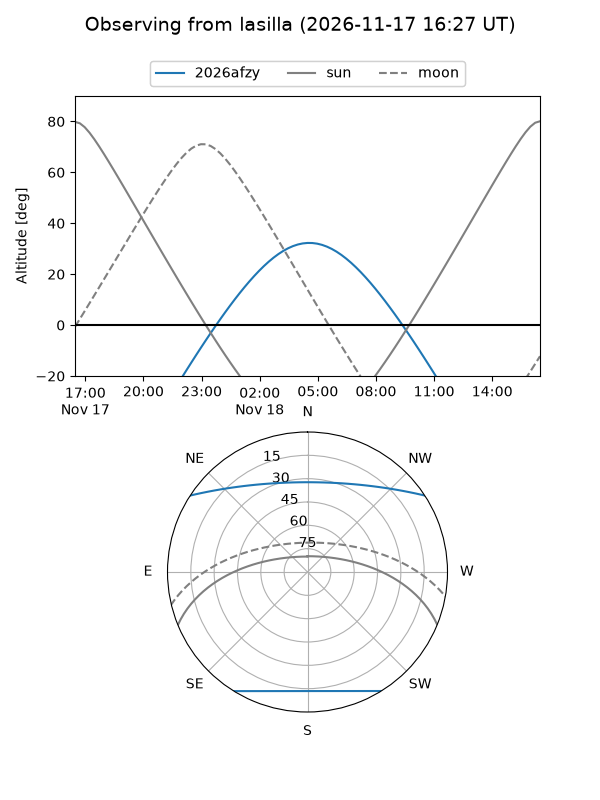 Observing from lasilla (2026-11-17 16:27 UT)
2026afzy sun moon
Altitude [deg]
80
60
40
20
0
−20
17:00 20:00 23:00 02:00 05:00 08:00 11:00 14:00
Nov 17 Nov 18
N
NE NW
15
30
45
60
75
E W
SE SW
S